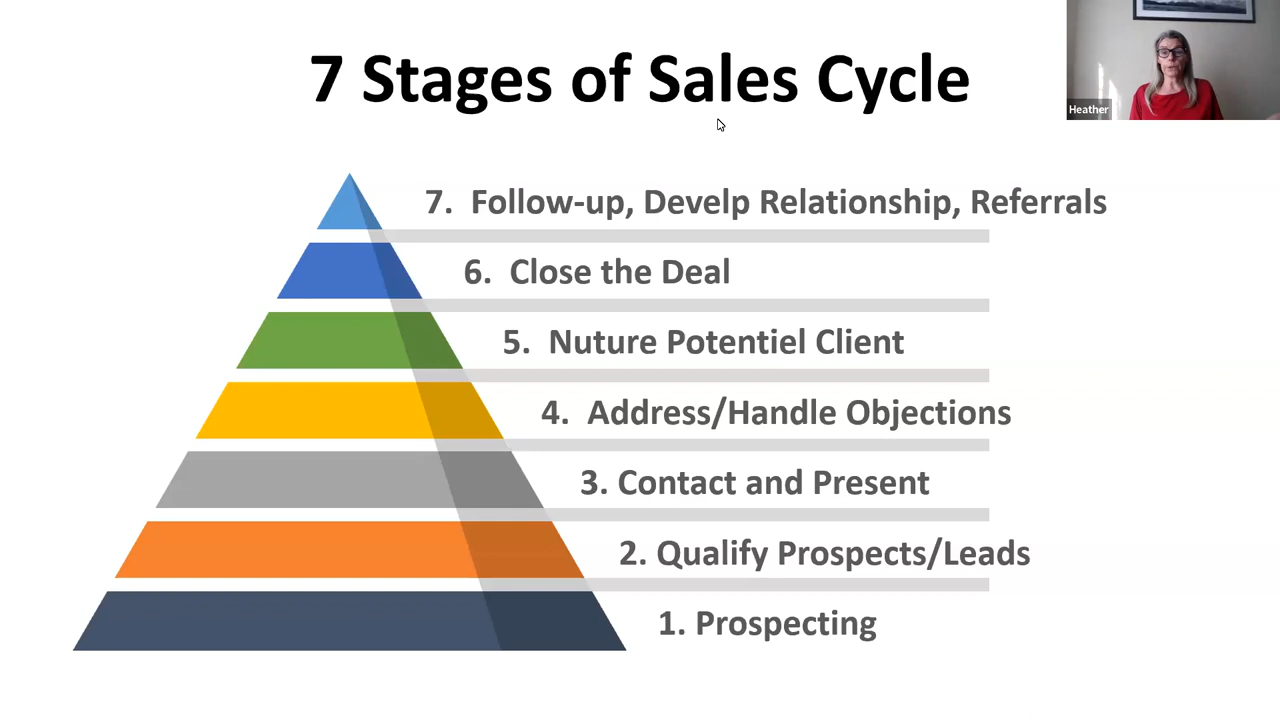 7 Stages of Sales Cycle
Heather
7. Follow-up, Develp Relationship, Referrals
6. Close the Deal
5. Nuture Potentiel Client
4. Address/Handle Objections
3. Contact and Present
2. Qualify Prospects/Leads
1. Prospecting